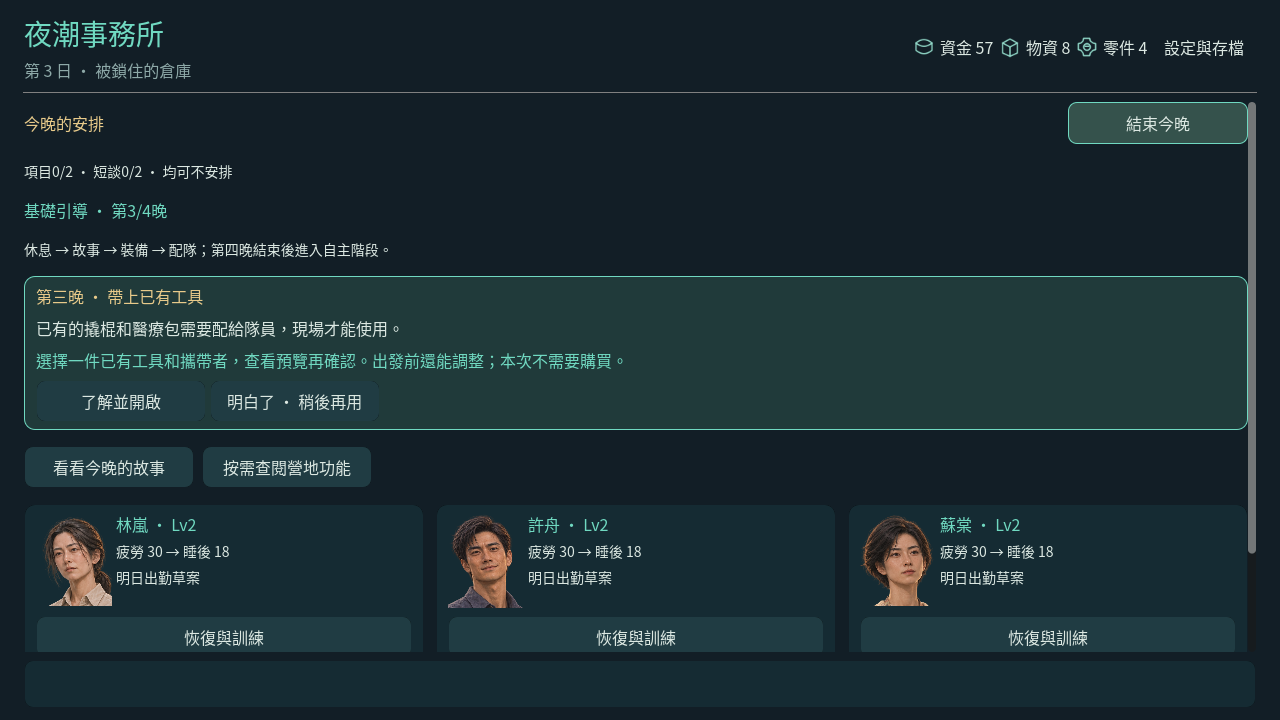 夜潮事務所
第 3 日 · 被鎖住的倉庫
資金 57 物資 8 零件 4 設定與存檔
今晚的安排
結束今晚
項目0/2 · 短談0/2 · 均可不安排
基礎引導 · 第3/4晚
休息 → 故事 → 裝備 → 配隊；第四晚結束後進入自主階段。
第三晚 · 帶上已有工具
已有的撬棍和醫療包需要配給隊員，現場才能使用。
選擇一件已有工具和攜帶者，查看預覽再確認。出發前還能調整；本次不需要購買。
了解並開啟 明白了 · 稍後再用
看看今晚的故事 按需查閱營地功能
林嵐 · Lv2
疲勞 30 → 睡後 18
明日出勤草案
恢復與訓練
許舟 · Lv2
疲勞 30 → 睡後 18
明日出勤草案
恢復與訓練
蘇棠 · Lv2
疲勞 30 → 睡後 18
明日出勤草案
恢復與訓練